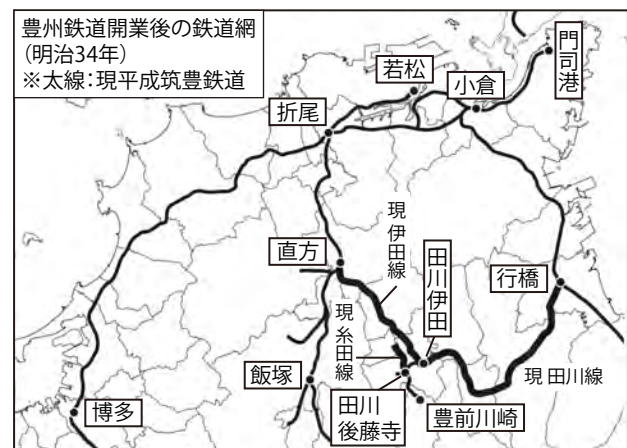 豊州鉄道開業後の鉄道網
(明治34年)
※太線：現平成筑豊鉄道
門司港
若松
小倉
折尾
現 伊田線
直方
田川伊田
行橋
現 糸田線
飯塚
現 田川線
田川
後藤寺
豊前川崎
博多